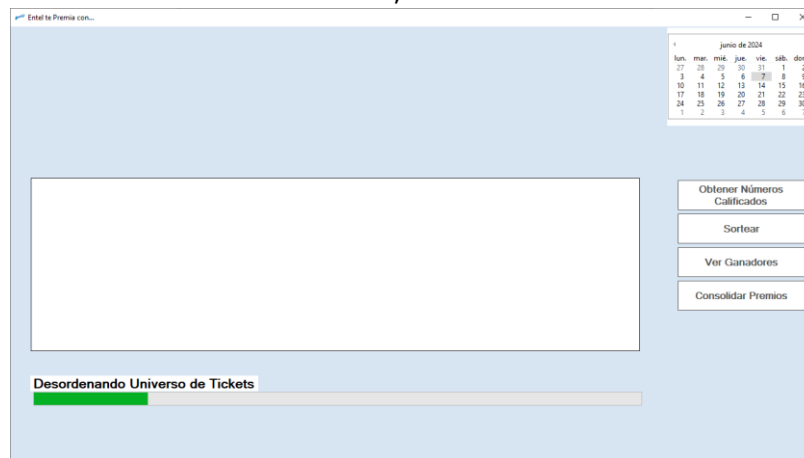 Entel te Premia con...
junio de 2024
lun. mar. mié. jue. vie. sáb. dom
27 28 29 30 31 1 2
3 4 5 6 7 8 9
10 11 12 13 14 15 16
17 18 19 20 21 22 23
24 25 26 27 28 29 30
1 2 3 4 5 6 7
Obtener Números
Calificados
Sortear
Ver Ganadores
Consolidar Premios
Desordenando Universo de Tickets